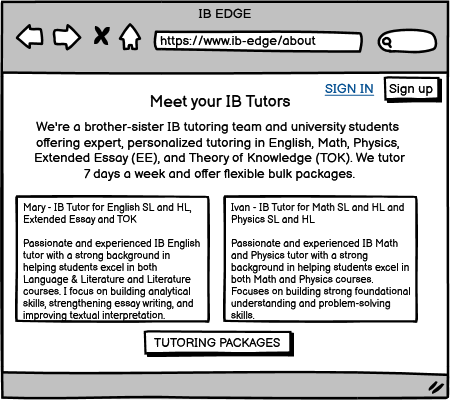 IB EDGE
https://www.ib-edge/about
SIGN IN
Sign up
Meet your IB Tutors
We're a brother-sister IB tutoring team and university students
offering expert, personalized tutoring in English, Math, Physics,
Extended Essay (EE), and Theory of Knowledge (TOK). We tutor
7 days a week and offer flexible bulk packages.
Mary - IB Tutor for English SL and HL,
Extended Essay and TOK
Passionate and experienced IB English
tutor with a strong background in
helping students excel in both
Language & Literature and Literature
courses. I focus on building analytical
skills, strengthening essay writing, and
improving textual interpretation.
Ivan - IB Tutor for Math SL and HL and
Physics SL and HL
Passionate and experienced IB Math
and Physics tutor with a strong
background in helping students excel in
both Math and Physics courses.
Focuses on building strong foundational
understanding and problem-solving
skills.
TUTORING PACKAGES